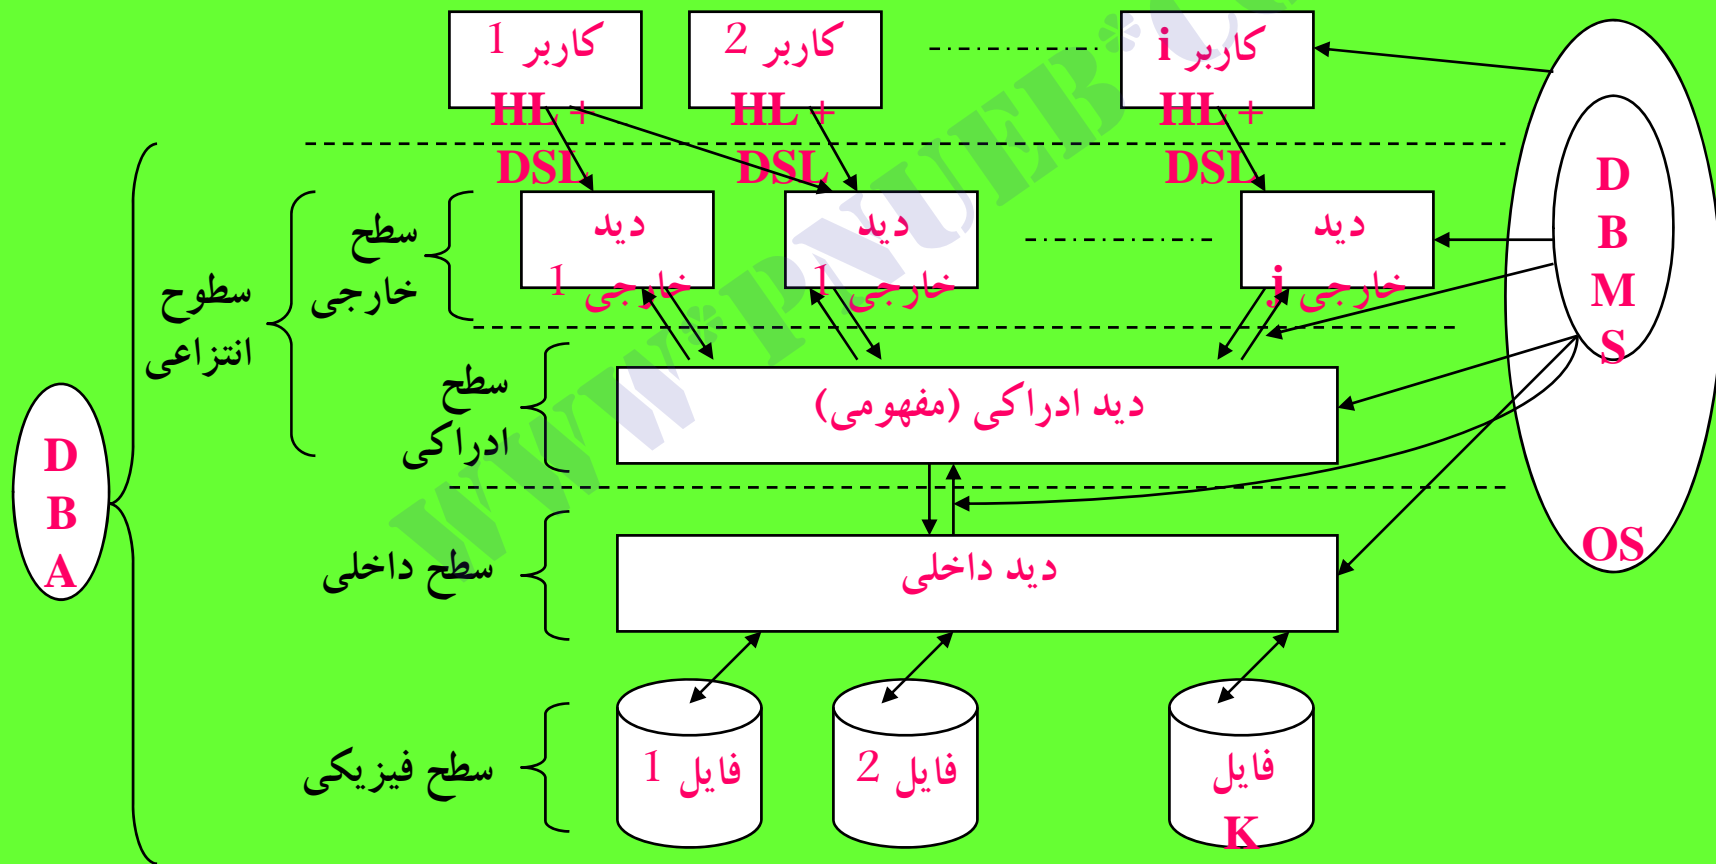 کاربر 1
HL +
DSL
کاربر 2
HL +
DSL
کاربر i
HL +
DSL
سطح
خارجی
دید
خارجی 1
دید
خارجی 1
دید
خارجی j
سطوح
انتزاعی
سطح
ادراکی
دید ادراکی (مفهومی)
سطح داخلی
دید داخلی
سطح فیزیکی
فایل 1
فایل 2
فایل
K
D
B
A
D
B
M
S
OS